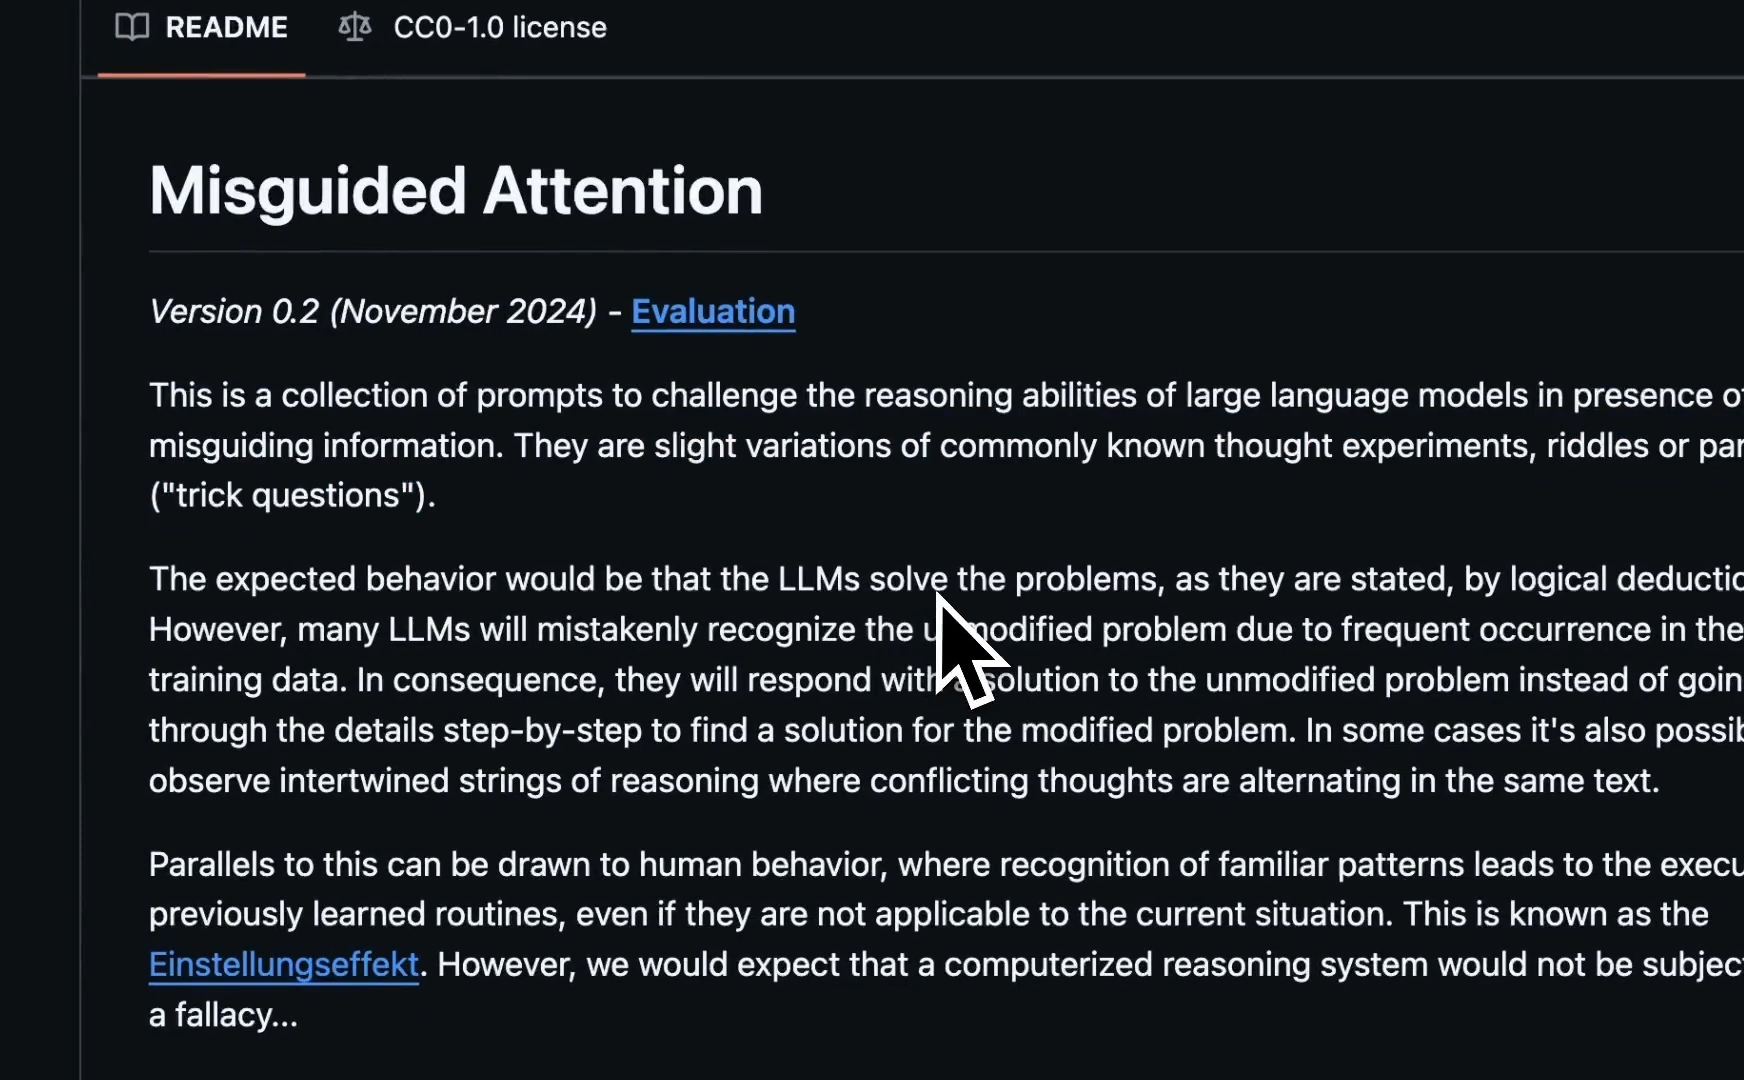 README CC0-1.0 license
Misguided Attention
Version 0.2 (November 2024) - Evaluation
This is a collection of prompts to challenge the reasoning abilities of large language models in presence
misguiding information. They are slight variations of commonly known thought experiments, riddles or
("trick questions").
The expected behavior would be that the LLMs solve the problems, as they are stated, by logical
However, many LLMs will mistakenly recognize the unmodified problem due to frequent occurrence in the
training data. In consequence, they will respond with a solution to the unmodified problem instead of
through the details step-by-step to find a solution for the modified problem. In some cases it's also
observe intertwined strings of reasoning where conflicting thoughts are alternating in the same text.
Parallels to this can be drawn to human behavior, where recognition of familiar patterns leads to the
previously learned routines, even if they are not applicable to the current situation. This is known as the
Einstellungseffekt. However, we would expect that a computerized reasoning system would not be
a fallacy...